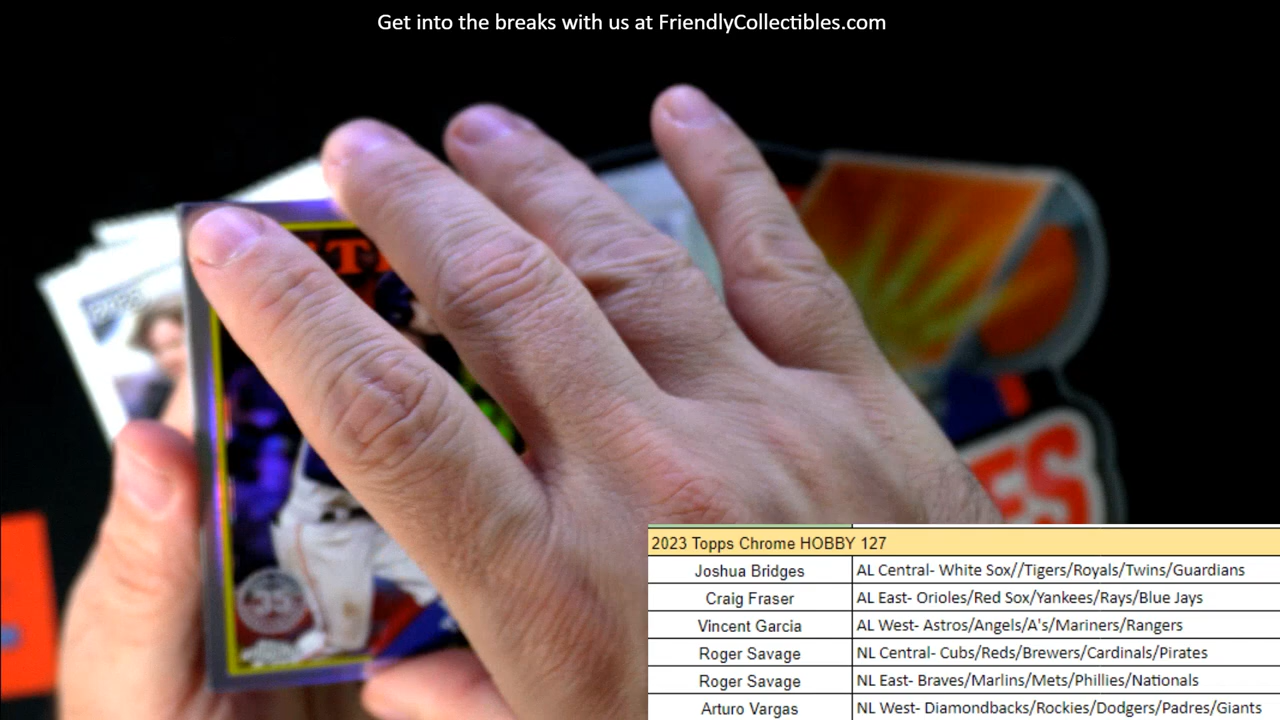 Get into the breaks with us at FriendlyCollectibles.com
35
ES
2023 Topps Chrome HOBBY 127
Joshua Bridges AL Central- White Sox//Tigers/Royals/Twins/Guardians
Craig Fraser AL East- Orioles/Red Sox/Yankees/Rays/Blue Jays
Vincent Garcia AL West- Astros/Angels/A's/Mariners/Rangers
Roger Savage NL Central- Cubs/Reds/Brewers/Cardinals/Pirates
Roger Savage NL East- Braves/Marlins/Mets/Phillies/Nationals
Arturo Vargas NL West- Diamondbacks/Rockies/Dodgers/Padres/Giants